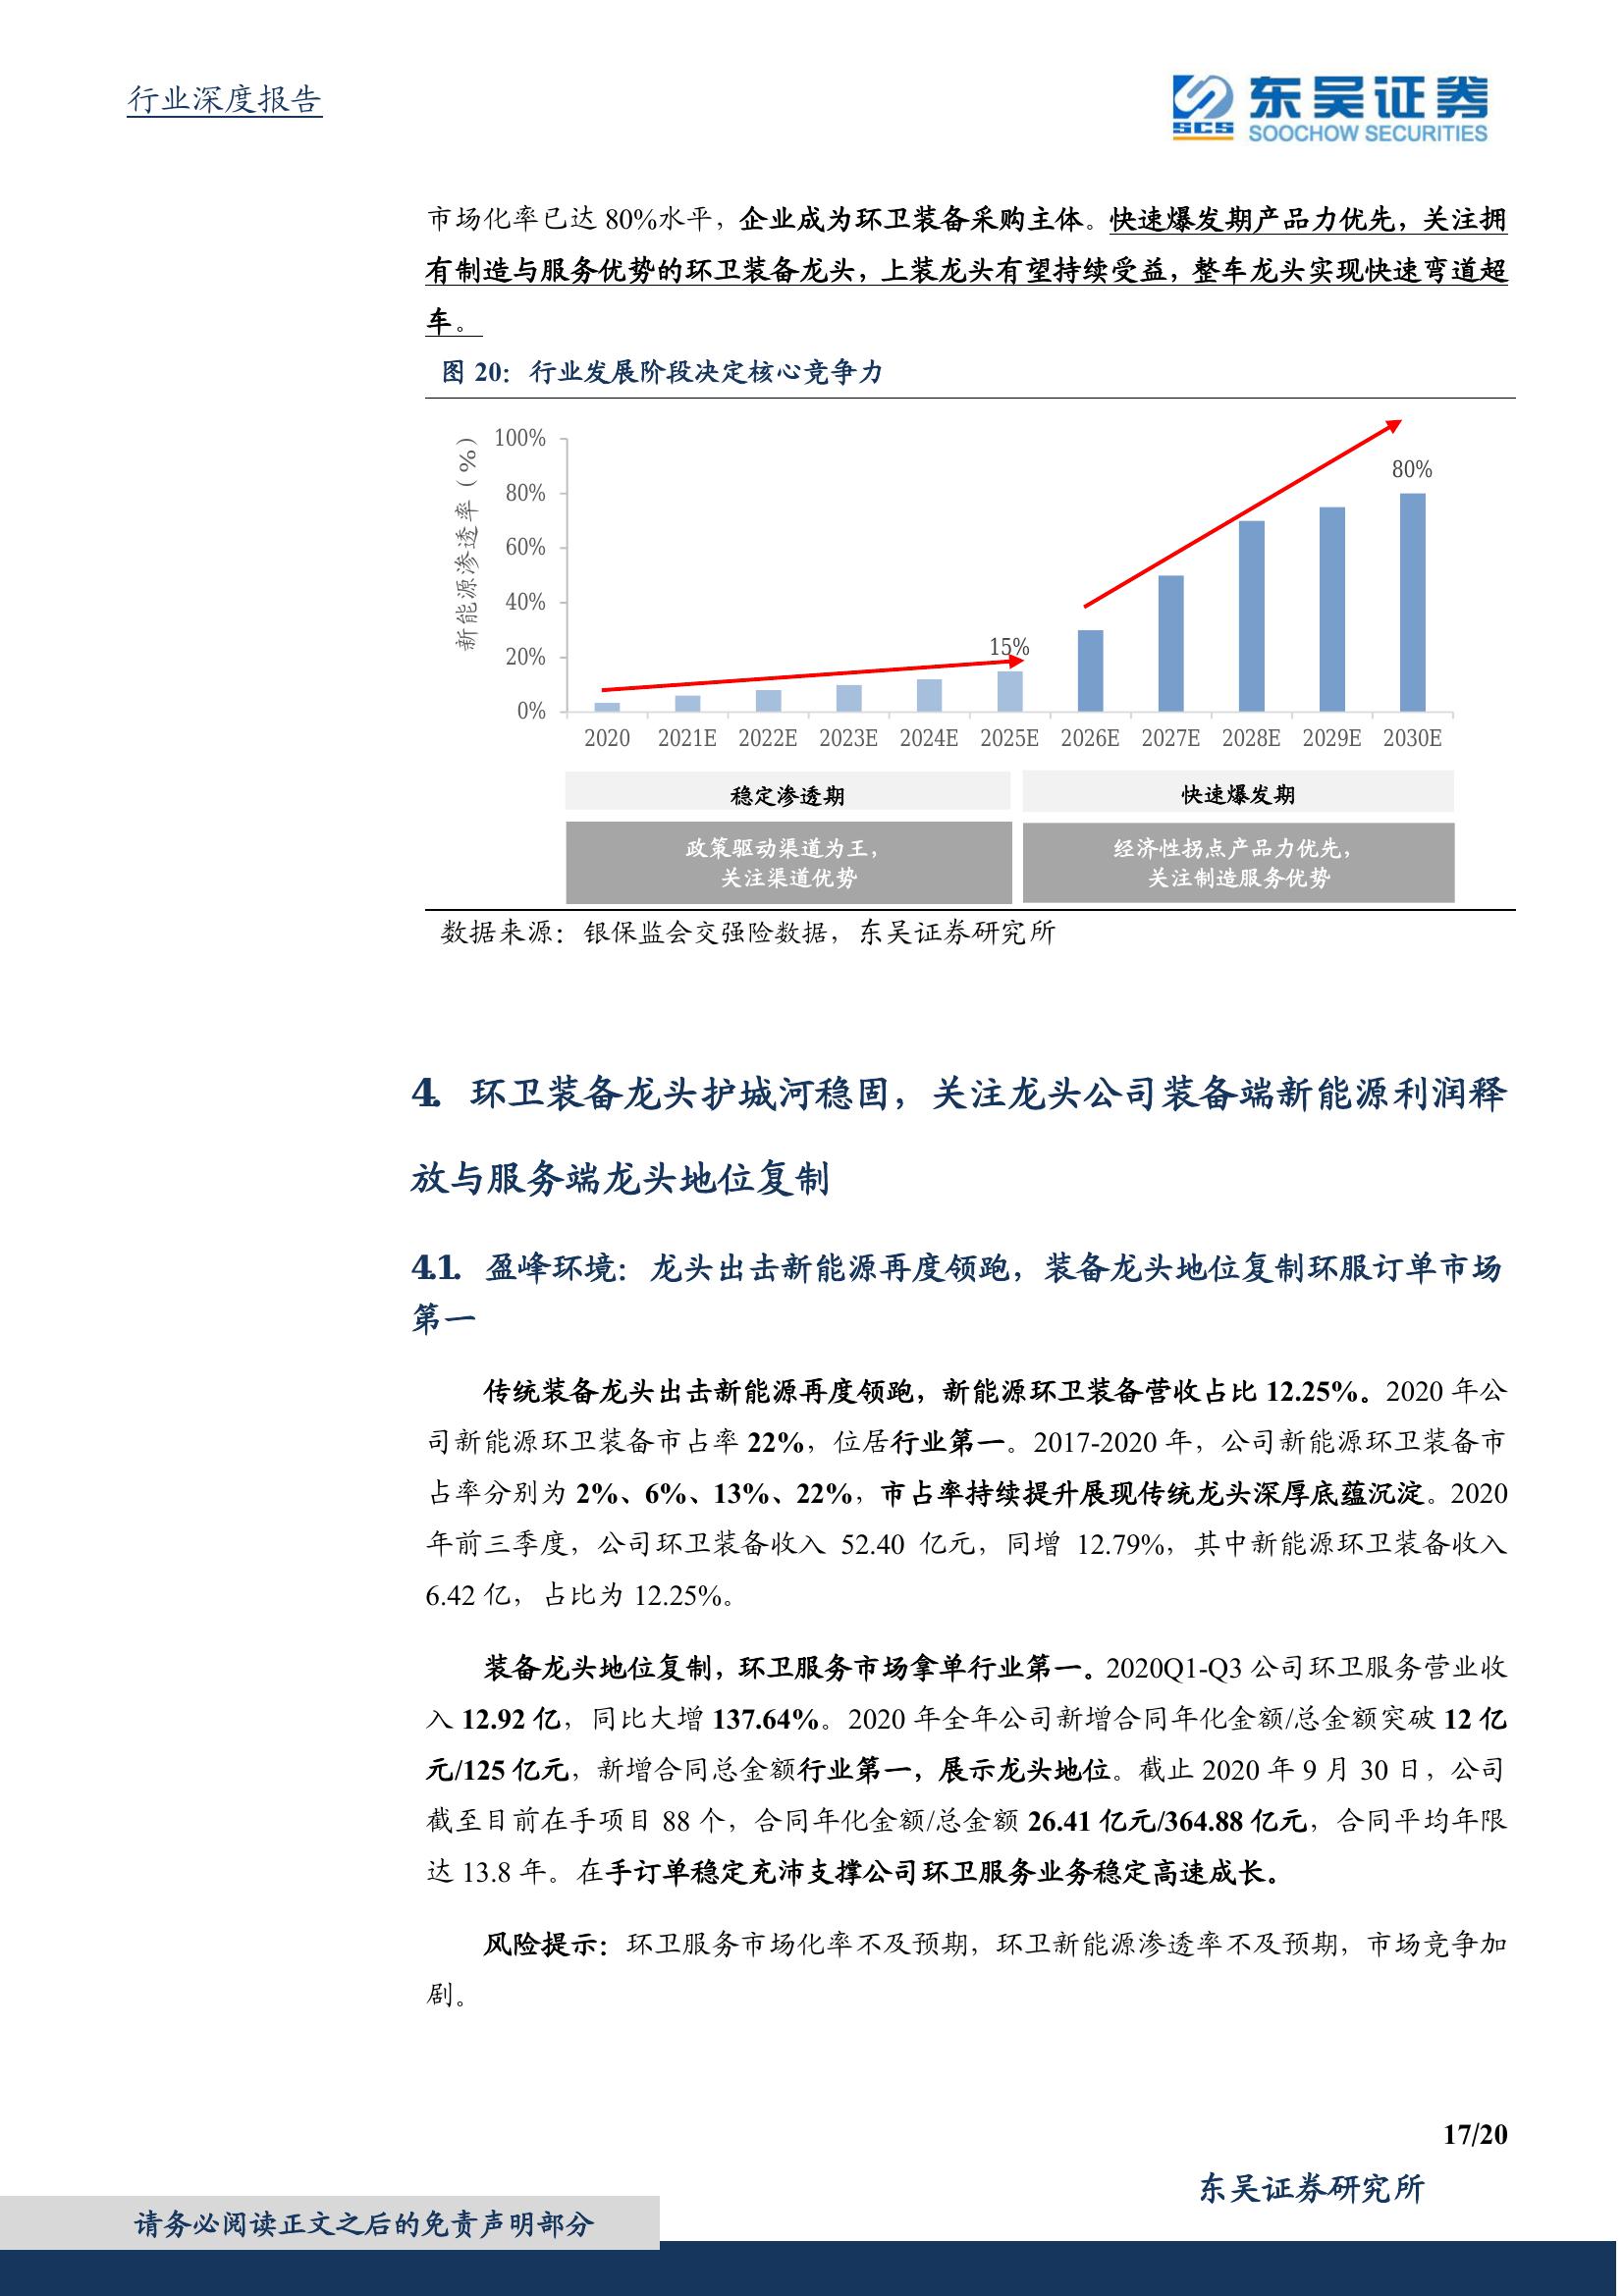 行业深度报告
东吴证券
SCS
SOOCHOW SECURITIES
市场化率已达 80%水平，企业成为环卫装备采购主体。快速爆发期产品力优先，关注拥
有制造与服务优势的环卫装备龙头，上装龙头有望持续受益，整车龙头实现快速弯道超
车。
图 20：行业发展阶段决定核心竞争力
新能源渗透率（%）
100%
80%
60%
40%
20%
0%
15%
80%
2020 2021E 2022E 2023E 2024E 2025E 2026E 2027E 2028E 2029E 2030E
稳定渗透期
快速爆发期
政策驱动渠道为王，
关注渠道优势
经济性拐点产品力优先，
关注制造服务优势
数据来源：银保监会交强险数据，东吴证券研究所
4. 环卫装备龙头护城河稳固，关注龙头公司装备端新能源利润释
放与服务端龙头地位复制
4.1. 盈峰环境：龙头出击新能源再度领跑，装备龙头地位复制环服订单市场
第一
传统装备龙头出击新能源再度领跑，新能源环卫装备营收占比 12.25%。2020 年公
司新能源环卫装备市占率 22%，位居行业第一。2017-2020 年，公司新能源环卫装备市
占率分别为 2%、6%、13%、22%，市占率持续提升展现传统龙头深厚底蕴沉淀。2020
年前三季度，公司环卫装备收入 52.40 亿元，同增 12.79%，其中新能源环卫装备收入
6.42 亿，占比为 12.25%。
装备龙头地位复制，环卫服务市场拿单行业第一。2020Q1-Q3 公司环卫服务营业收
入 12.92 亿，同比大增 137.64%。2020 年全年公司新增合同年化金额/总金额突破 12 亿
元/125 亿元，新增合同总金额行业第一，展示龙头地位。截止 2020 年 9 月 30 日，公司
截至目前在手项目 88 个，合同年化金额/总金额 26.41 亿元/364.88 亿元，合同平均年限
达 13.8 年。在手订单稳定充沛支撑公司环卫服务业务稳定高速成长。
风险提示：环卫服务市场化率不及预期，环卫新能源渗透率不及预期，市场竞争加
剧。
17/20
东吴证券研究所
请务必阅读正文之后的免责声明部分